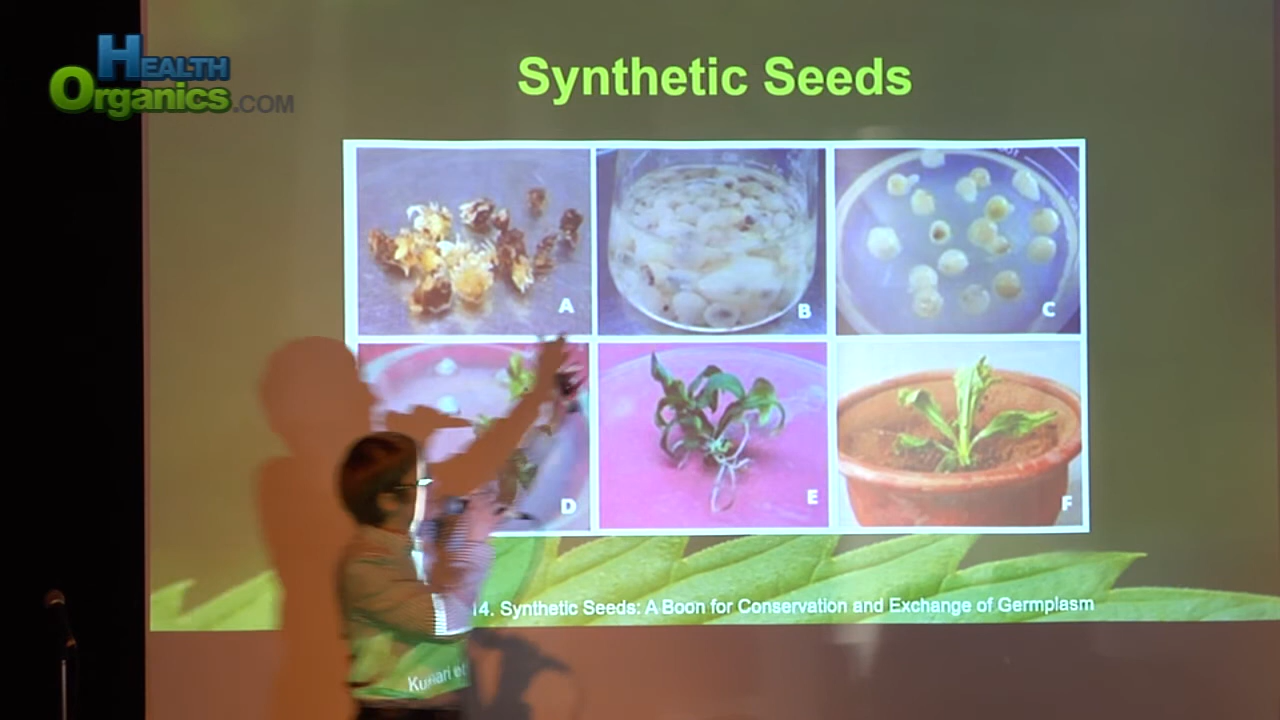 HEALTH
Organics.COM
Synthetic Seeds
A
B
C
D
E
F
14. Synthetic Seeds: A Boon for Conservation and Exchange of Germplasm